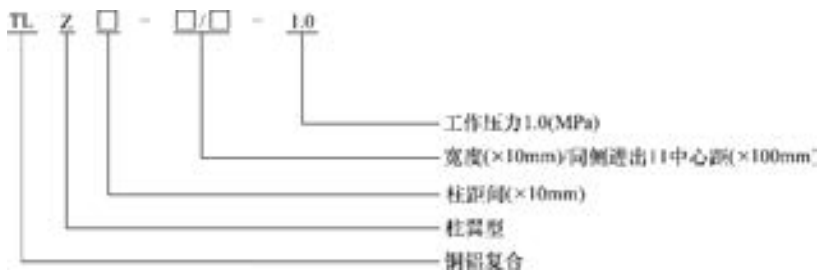 TL Z □ - □/□ - 1.0
工作压力1.0(MPa)
宽度(×10mm)/同侧进出口中心距(×100mm)
柱距间(×10mm)
柱翼型
铜铝复合